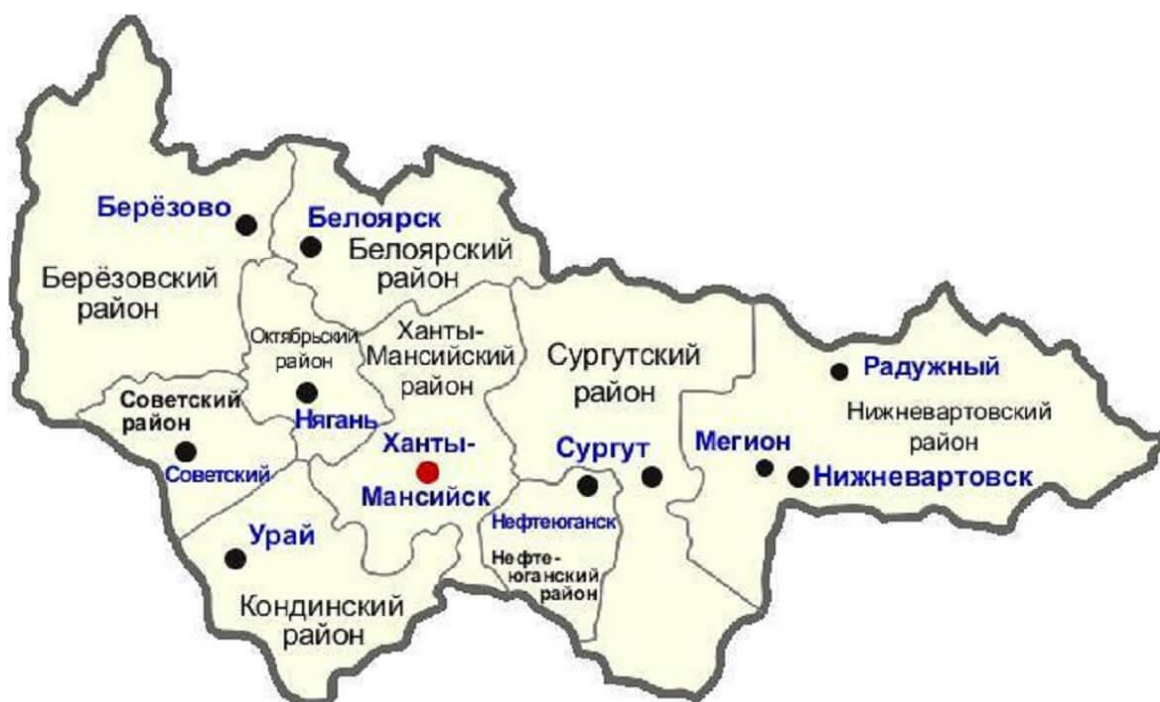 Берёзово
Белоярск
Белоярский
район
Берёзовский
район
Октябрьский
район
Ханты-
Мансийский
район
Сургутский
район
Радужный
Советский
район
Нягань
Нижневартовский
район
Советский
Ханты-
Мансийск
Сургут
Мегион
Нижневартовск
Урай
Нефтеюганск
Нефте-
юганский
район
Кондинский
район